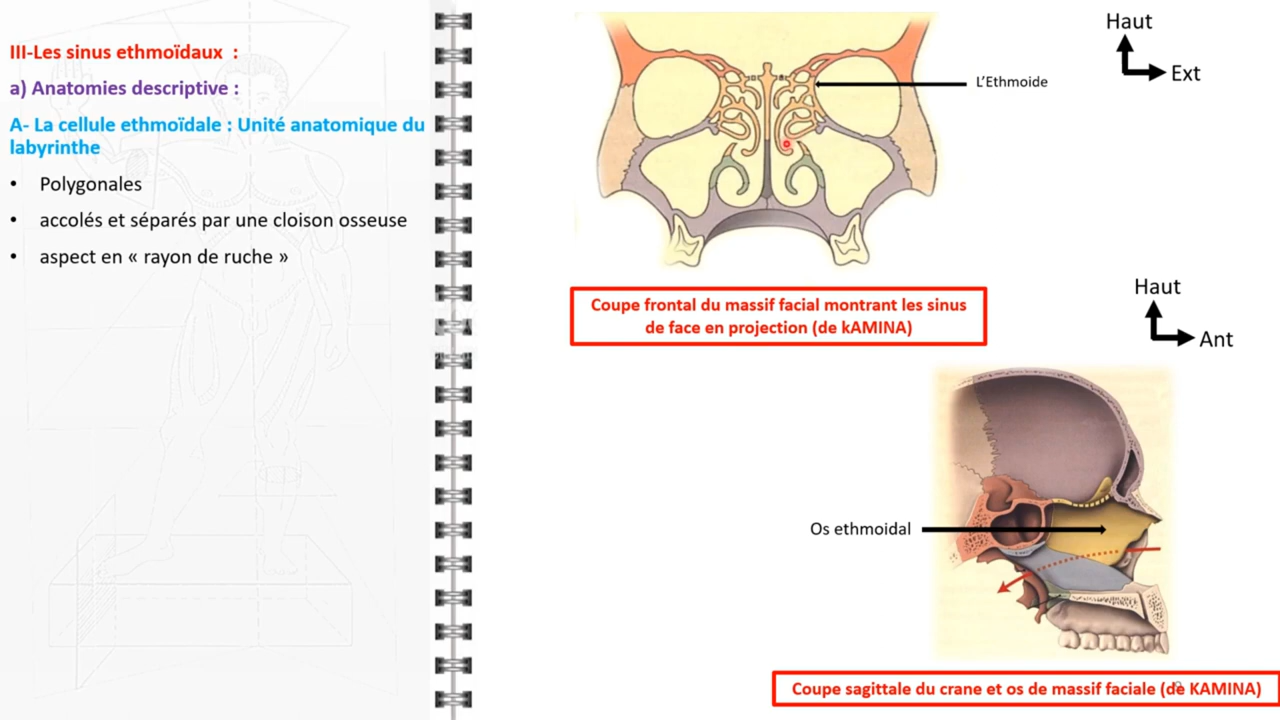 III-Les sinus ethmoïdaux :
a) Anatomies descriptive :
A- La cellule ethmoïdale : Unité anatomique du
labyrinthe
• Polygonales
• accolés et séparés par une cloison osseuse
• aspect en « rayon de ruche »
Haut
Ext
L'Ethmoide
Coupe frontal du massif facial montrant les sinus
de face en projection (de kAMINA)
Haut
Ant
Os ethmoidal
Coupe sagittale du crane et os de massif faciale (de KAMINA)